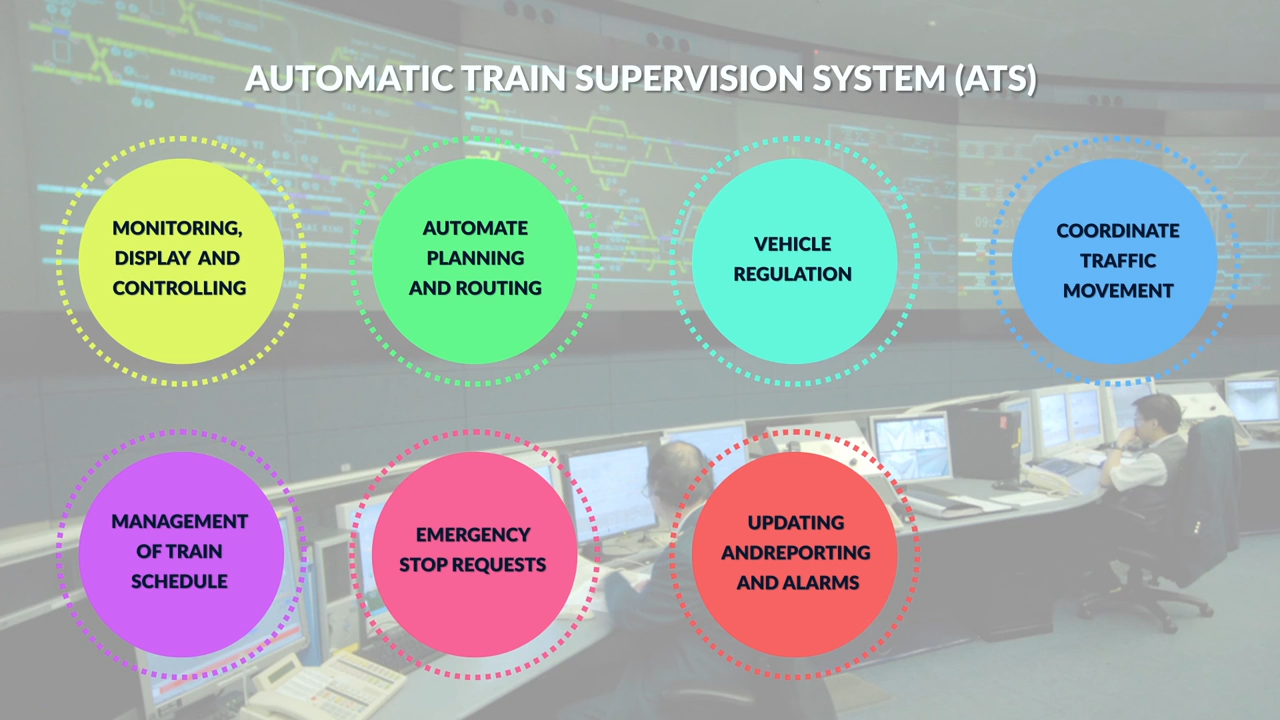 AUTOMATIC TRAIN SUPERVISION SYSTEM (ATS)
MONITORING,
DISPLAY AND
CONTROLLING
AUTOMATE
PLANNING
AND ROUTING
VEHICLE
REGULATION
COORDINATE
TRAFFIC
MOVEMENT
MANAGEMENT
OF TRAIN
SCHEDULE
EMERGENCY
STOP REQUESTS
UPDATING
ANDREPORTING
AND ALARMS